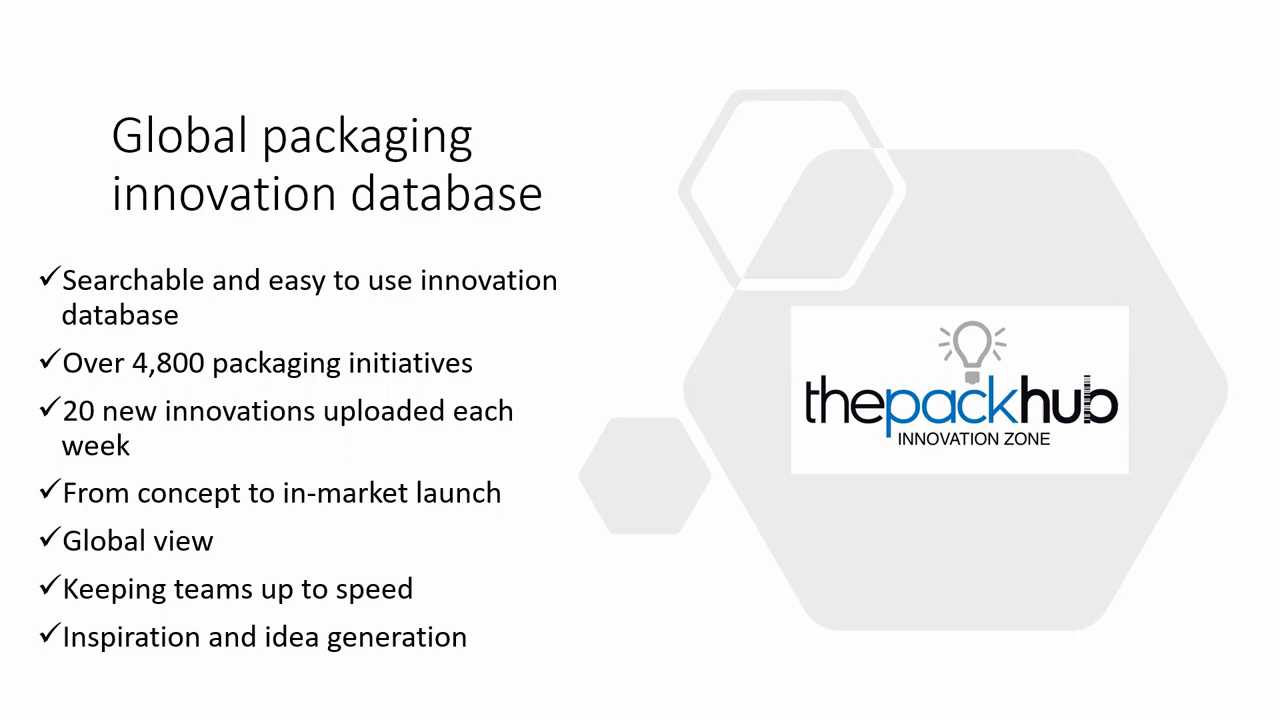 Global packaging
innovation database
✓Searchable and easy to use innovation
database
✓Over 4,800 packaging initiatives
✓20 new innovations uploaded each
week
✓From concept to in-market launch
✓Global view
✓Keeping teams up to speed
✓Inspiration and idea generation
thepackhub
INNOVATION ZONE